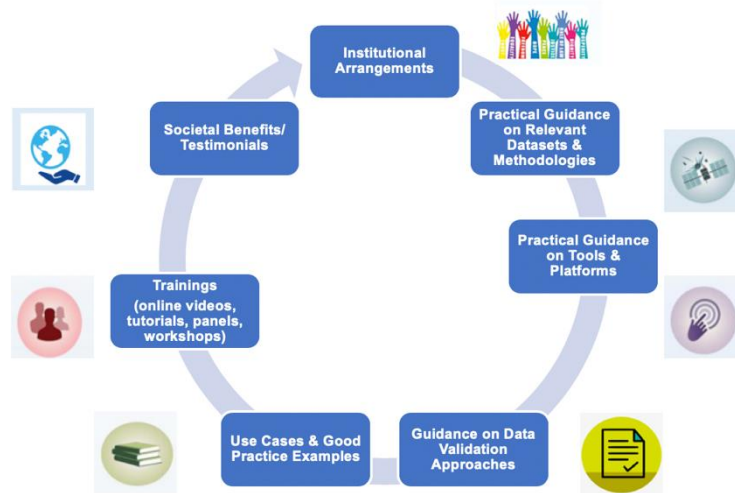 Institutional
Arrangements
Practical Guidance
on Relevant
Datasets &
Methodologies
Practical Guidance
on Tools &
Platforms
Guidance on Data
Validation
Approaches
Use Cases & Good
Practice Examples
Trainings
(online videos,
tutorials, panels,
workshops)
Societal Benefits/
Testimonials